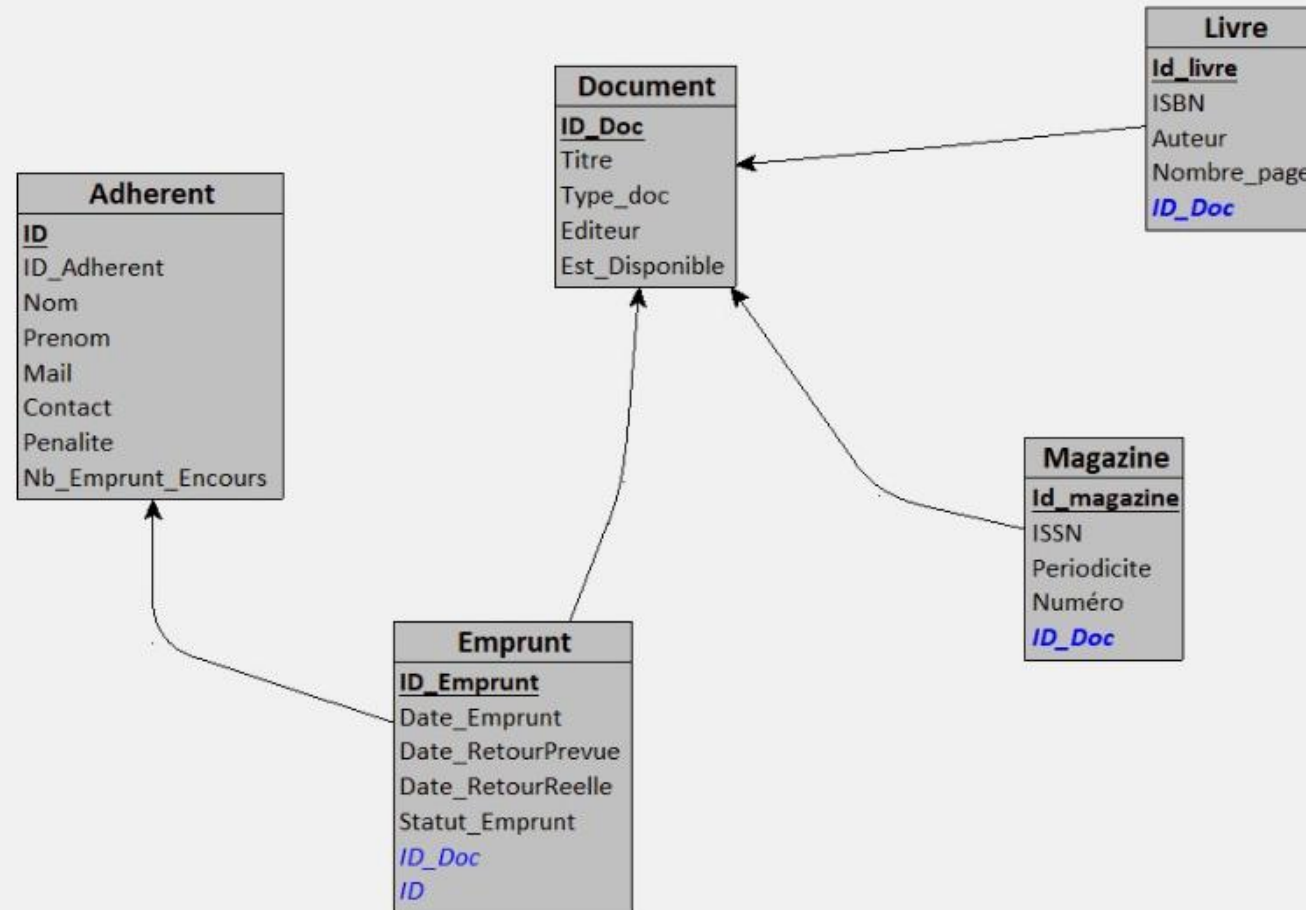 Adherent
ID
ID_Adherent
Nom
Prenom
Mail
Contact
Penalite
Nb_Emprunt_Encours
Document
ID_Doc
Titre
Type_doc
Editeur
Est_Disponible
Livre
Id_livre
ISBN
Auteur
Nombre_page
ID_Doc
Magazine
Id_magazine
ISSN
Periodicite
Numéro
ID_Doc
Emprunt
ID_Emprunt
Date_Emprunt
Date_RetourPrevue
Date_RetourReelle
Statut_Emprunt
ID_Doc
ID